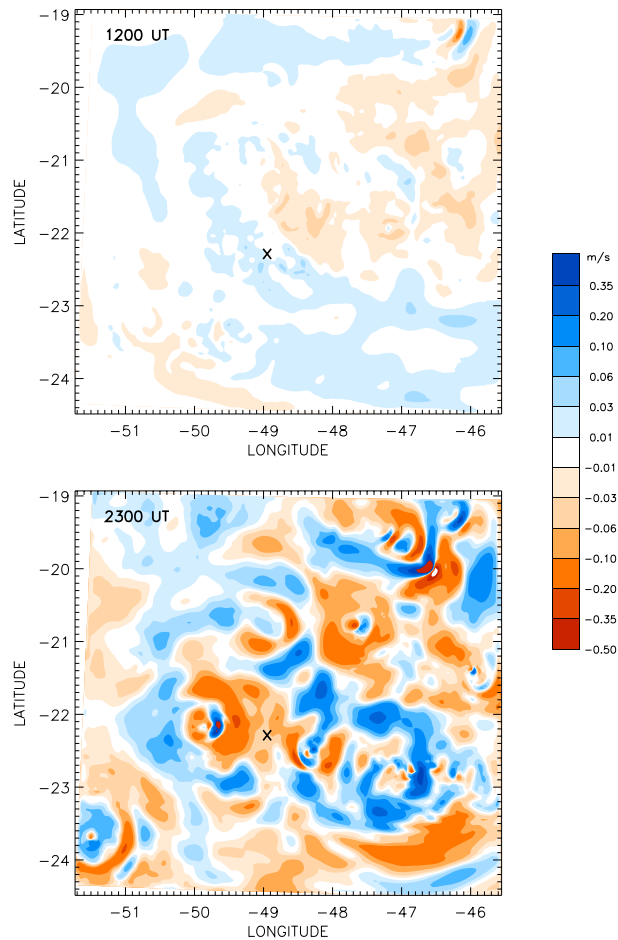 −19
1200 UT
−20
−21
LATITUDE
−22
X
−23
−24
−51 −50 −49 −48 −47 −46
LONGITUDE
m/s
0.35
0.20
0.10
0.06
0.03
0.01
−0.01
−0.03
−0.06
−0.10
−0.20
−0.35
−0.50
−19
2300 UT
−20
−21
LATITUDE
−22
X
−23
−24
−51 −50 −49 −48 −47 −46
LONGITUDE